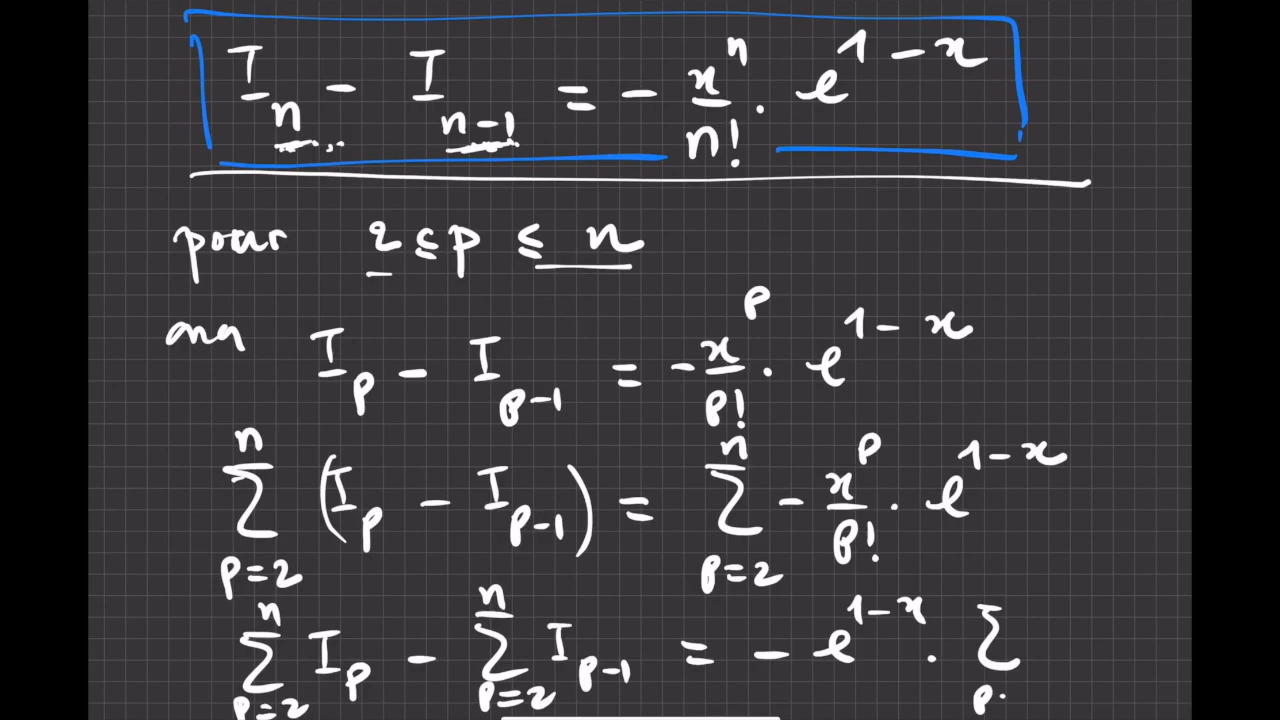 I_n - I_{n-1} = - x^n/n! . e^{1-x}
pour 2 ≤ p ≤ n
ona I_p - I_{p-1} = - x^p/p! . e^{1-x}
∑_{p=2}^{n} (I_p - I_{p-1}) = ∑_{p=2}^{n} - x^p/p! . e^{1-x}
∑_{p=2}^{n} I_p - ∑_{p=2}^{n} I_{p-1} = - e^{1-x} . ∑_{p